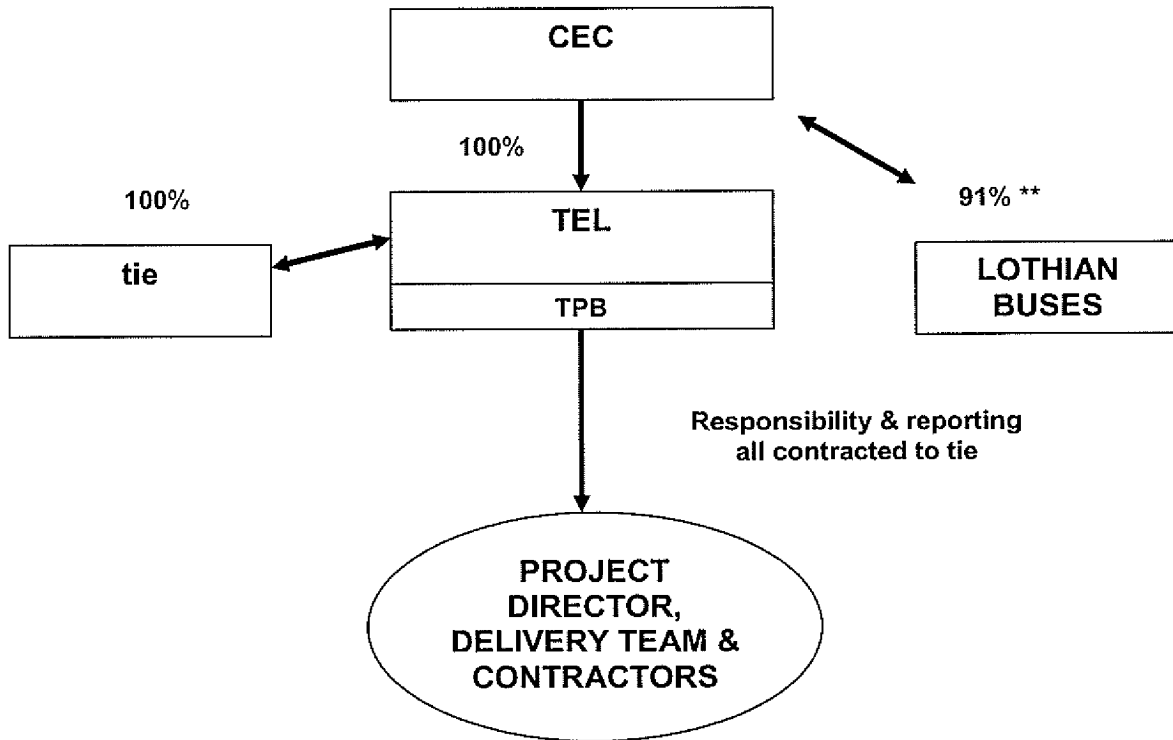 CEC
100%
100%
91% **
TEL
tie
LOTHIAN
BUSES
TPB
Responsibility & reporting
all contracted to tie
PROJECT
DIRECTOR,
DELIVERY TEAM &
CONTRACTORS